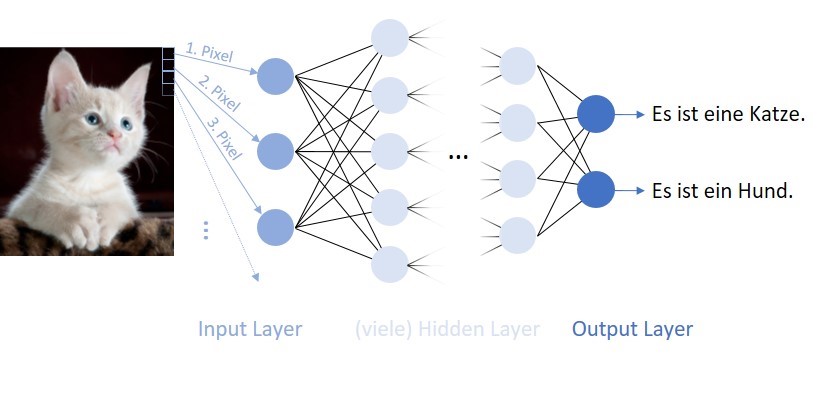 1. Pixel
2. Pixel
3. Pixel
...
...
Es ist eine Katze.
Es ist ein Hund.
Input Layer
(viele) Hidden Layer
Output Layer